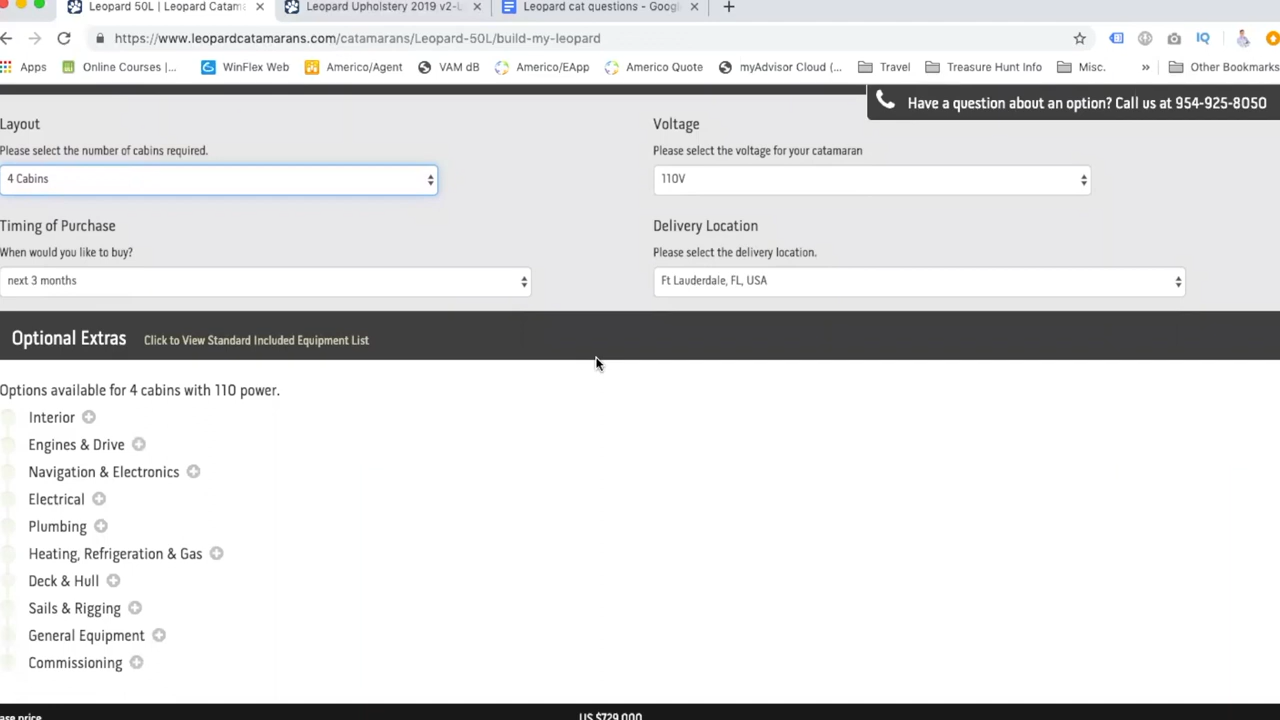 Leopard 50L | Leopard Catam
Leopard Upholstery 2019 v2-L
Leopard cat questions - Goog
https://www.leopardcatamarans.com/catamarans/Leopard-50L/build-my-leopard
Apps
Online Courses |...
WinFlex Web
Americo/Agent
VAM dB
Americo/EApp
Americo Quote
myAdvisor Cloud (...
Travel
Treasure Hunt Info
Misc.
»
Other Bookmarks
Have a question about an option? Call us at 954-925-8050
Layout
Voltage
Please select the number of cabins required.
Please select the voltage for your catamaran
4 Cabins
110V
Timing of Purchase
Delivery Location
When would you like to buy?
Please select the delivery location.
next 3 months
Ft Lauderdale, FL, USA
Optional Extras
Click to View Standard Included Equipment List
Options available for 4 cabins with 110 power.
Interior
Engines & Drive
Navigation & Electronics
Electrical
Plumbing
Heating, Refrigeration & Gas
Deck & Hull
Sails & Rigging
General Equipment
Commissioning
ase price
US $729,000